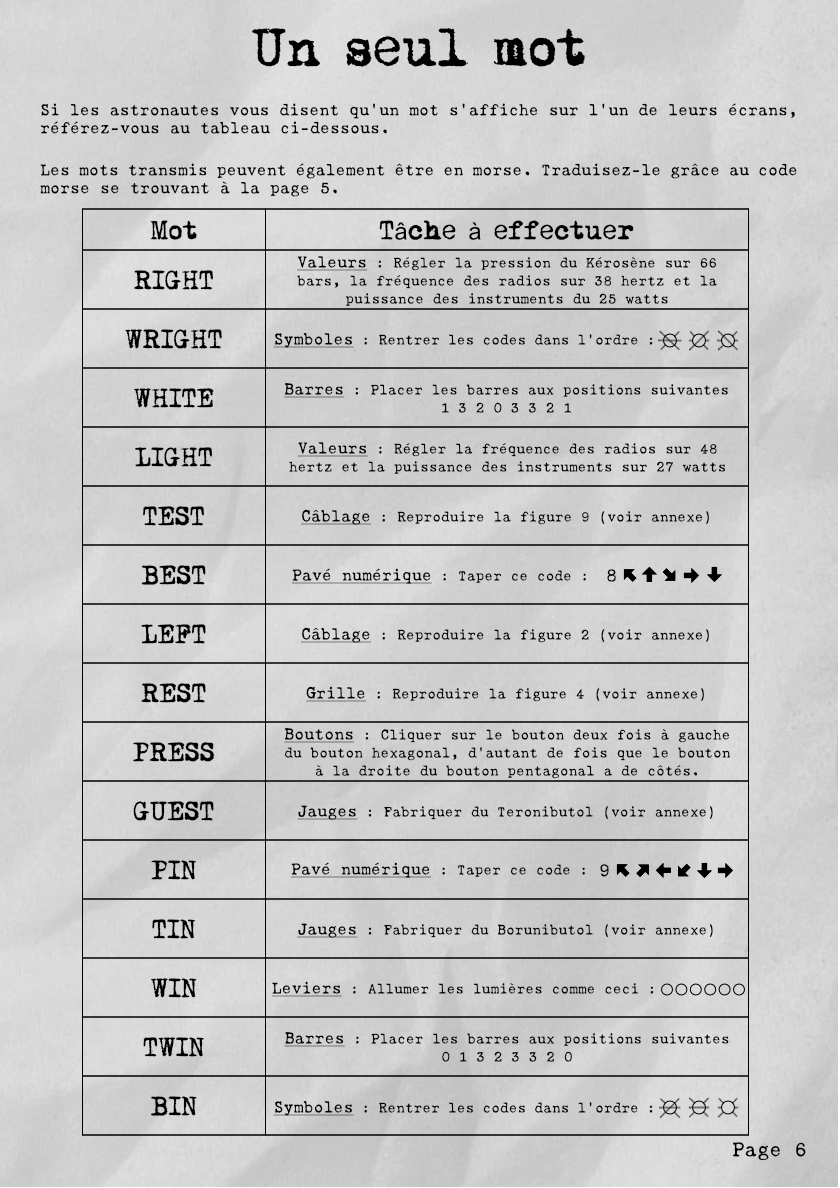 Un seul mot
Si les astronautes vous disent qu'un mot s'affiche sur l'un de leurs écrans,
référez-vous au tableau ci-dessous.
Les mots transmis peuvent également être en morse. Traduisez-le grâce au code
morse se trouvant à la page 5.
Mot
Tâche à effectuer
RIGHT
Valeurs : Régler la pression du Kérosène sur 66
bars, la fréquence des radios sur 38 hertz et la
puissance des instruments du 25 watts
WRIGHT
Symboles : Rentrer les codes dans l'ordre :
WHITE
Barres : Placer les barres aux positions suivantes
1 3 2 0 3 3 2 1
LIGHT
Valeurs : Régler la fréquence des radios sur 48
hertz et la puissance des instruments sur 27 watts
TEST
Câblage : Reproduire la figure 9 (voir annexe)
BEST
Pavé numérique : Taper ce code : 8 ↖ ↑ ↘ → ↓
LEFT
Câblage : Reproduire la figure 2 (voir annexe)
REST
Grille : Reproduire la figure 4 (voir annexe)
PRESS
Boutons : Cliquer sur le bouton deux fois à gauche
du bouton hexagonal, d'autant de fois que le bouton
à la droite du bouton pentagonal a de côtés.
GUEST
Jauges : Fabriquer du Teronibutol (voir annexe)
PIN
Pavé numérique : Taper ce code : 9 ↖ ↗ ← ↙ ↓ →
TIN
Jauges : Fabriquer du Borunibutol (voir annexe)
WIN
Leviers : Allumer les lumières comme ceci : ○○○○○○
TWIN
Barres : Placer les barres aux positions suivantes
0 1 3 2 3 3 2 0
BIN
Symboles : Rentrer les codes dans l'ordre :
Page 6